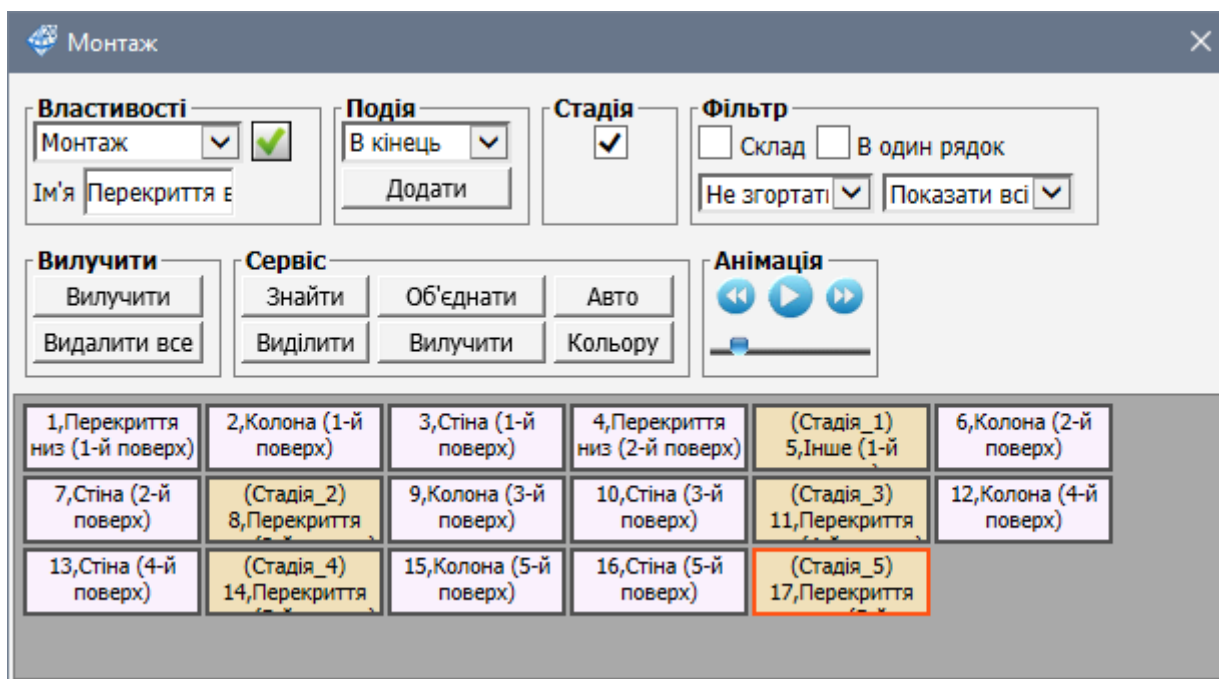 Монтаж
Властивості
Подія
Стадія
Фільтр
Монтаж
В кінець
Склад
В один рядок
Ім'я Перекриття в
Додати
Не згортат
Показати всі
Вилучити
Сервіс
Анімація
Вилучити
Знайти
Об'єднати
Авто
Видалити все
Виділити
Вилучити
Кольору
1,Перекриття
низ (1-й поверх)
2,Колона (1-й
поверх)
3,Стіна (1-й
поверх)
4,Перекриття
низ (2-й поверх)
(Стадія_1)
5,Інше (1-й
6,Колона (2-й
поверх)
7,Стіна (2-й
поверх)
(Стадія_2)
8,Перекриття
9,Колона (3-й
поверх)
10,Стіна (3-й
поверх)
(Стадія_3)
11,Перекриття
12,Колона (4-й
поверх)
13,Стіна (4-й
поверх)
(Стадія_4)
14,Перекриття
15,Колона (5-й
поверх)
16,Стіна (5-й
поверх)
(Стадія_5)
17,Перекриття